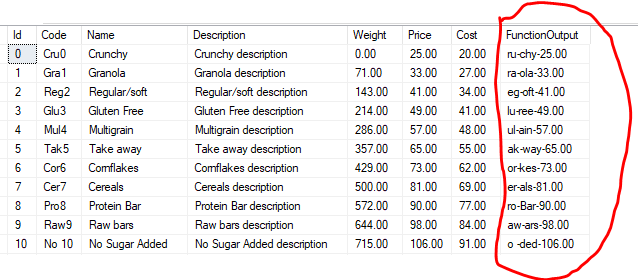 Id Code Name Description Weight Price Cost FunctionOutput
0 Cru0 Crunchy Crunchy description 0.00 25.00 20.00 ru-chy-25.00
1 Gra1 Granola Granola description 71.00 33.00 27.00 ra-ola-33.00
2 Reg2 Regular/soft Regular/soft description 143.00 41.00 34.00 eg-oft-41.00
3 Glu3 Gluten Free Gluten Free description 214.00 49.00 41.00 lu-ree-49.00
4 Mul4 Multigrain Multigrain description 286.00 57.00 48.00 ul-ain-57.00
5 Tak5 Take away Take away description 357.00 65.00 55.00 ak-way-65.00
6 Cor6 Cornflakes Cornflakes description 429.00 73.00 62.00 or-kes-73.00
7 Cer7 Cereals Cereals description 500.00 81.00 69.00 er-als-81.00
8 Pro8 Protein Bar Protein Bar description 572.00 90.00 77.00 ro-Bar-90.00
9 Raw9 Raw bars Raw bars description 644.00 98.00 84.00 aw-ars-98.00
10 No 10 No Sugar Added No Sugar Added description 715.00 106.00 91.00 o -ded-106.00